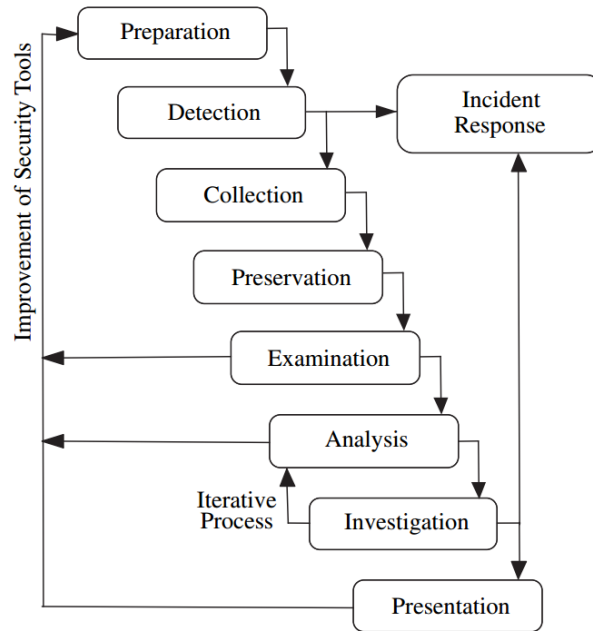 Preparation
Detection
Incident
Response
Improvement of Security Tools
Collection
Preservation
Examination
Analysis
Iterative
Process
Investigation
Presentation